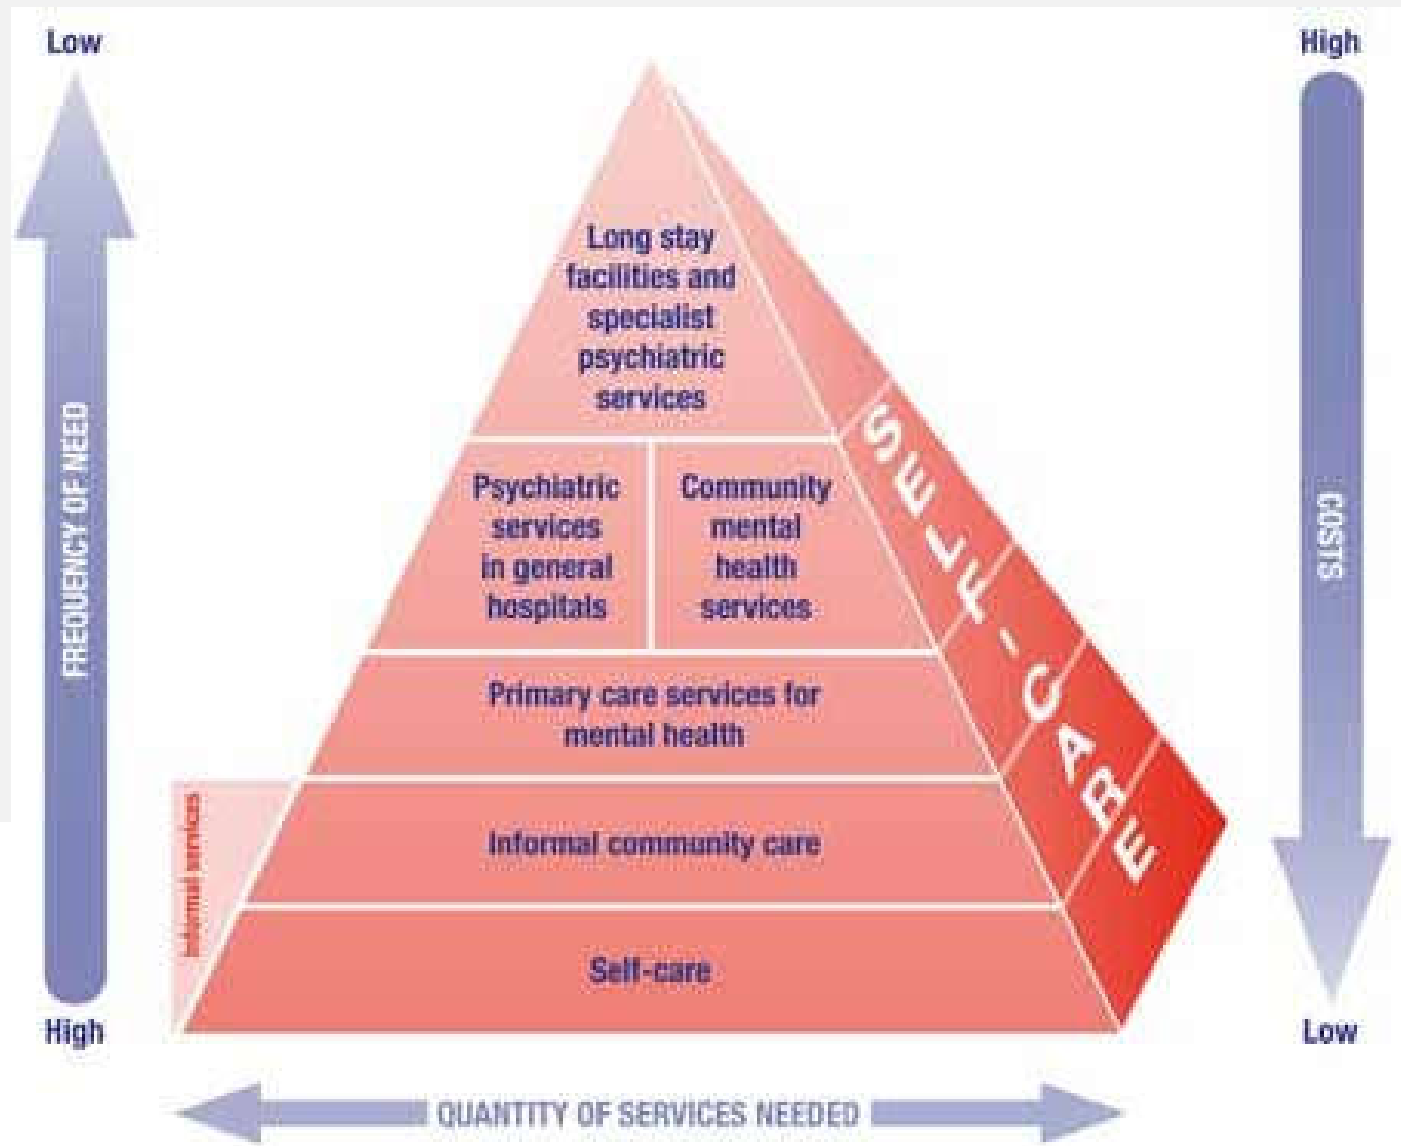 Low
High
FREQUENCY OF NEED
Long stay
facilities and
specialist
psychiatric
services
Psychiatric
services
in general
hospitals
Community
mental
health
services
Primary care services for
mental health
Informal community care
Self-care
Informal services
SELF-CARE
COSTS
High
Low
QUANTITY OF SERVICES NEEDED